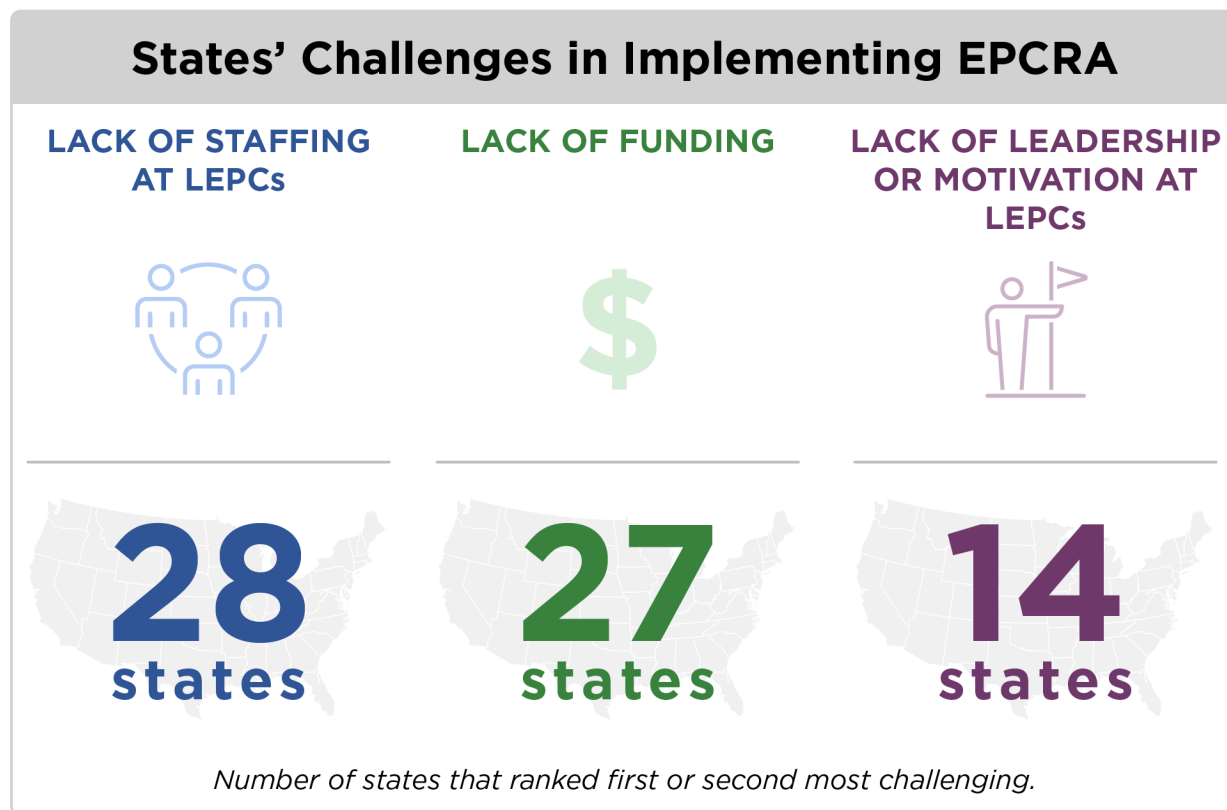 States’ Challenges in Implementing EPCRA
LACK OF STAFFING
AT LEPCs
LACK OF FUNDING
LACK OF LEADERSHIP
OR MOTIVATION AT
LEPCs
$
28
states
27
states
14
states
Number of states that ranked first or second most challenging.